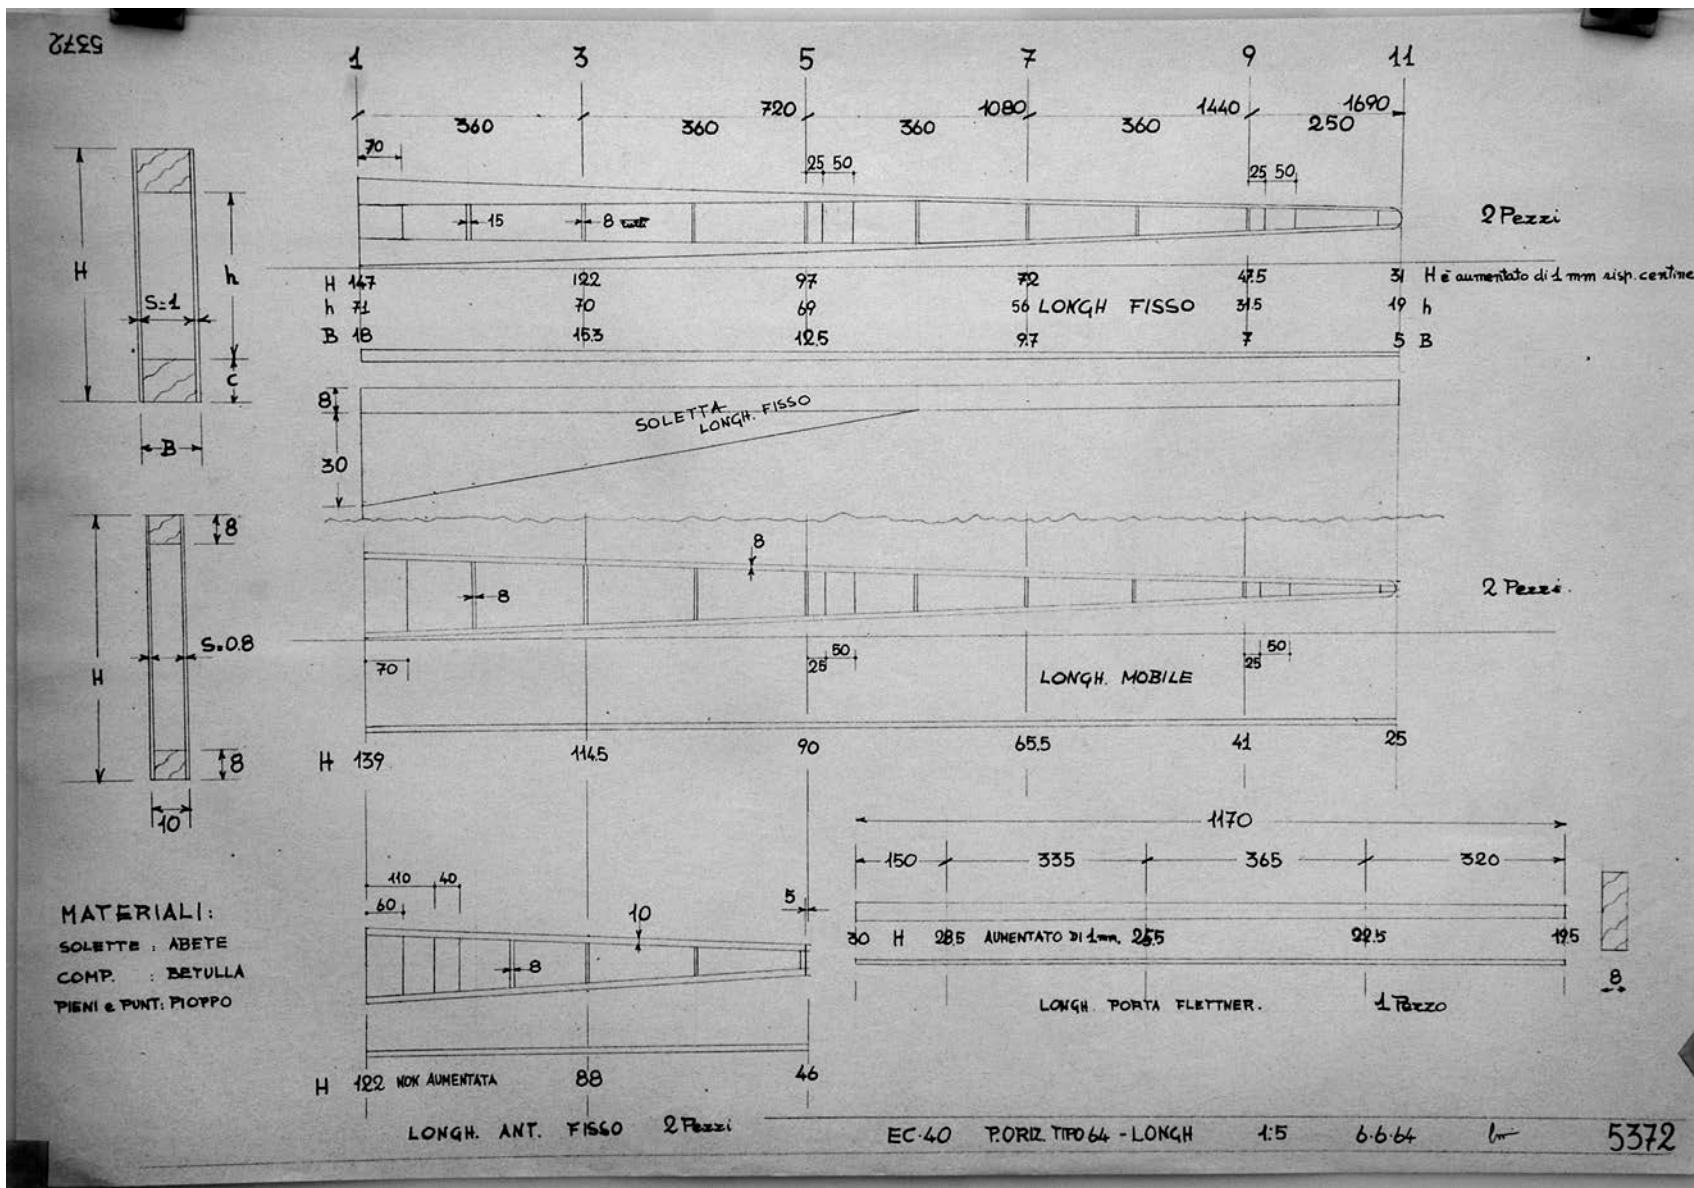 5372
1 3 5 7 9 11
720 1080 1440 1690
360 360 360 360 250
70 25 50 25 50
15 8 tutti
2 Pezzi
H 147 122 97 72 47.5 31 H è aumentato di 1 mm risp. centine
h 71 70 69 56 LONGH FISSO 31.5 19 h
B 18 15.3 12.5 9.7 7 5 B
H h
S=1
C
B
8
SOLETTA
LONGH. FISSO
30
8
8 8
2 Pezzi.
H
S=0.8
8
10
70 25 50 25 50
LONGH. MOBILE
H 139 114.5 90 65.5 41 25
1170
150 335 365 320
110 40
60 10 5
8
30 H 28.5 AUMENTATO DI 1 mm. 25.5 22.5 19.5
8
LONGH. PORTA FLETTNER. 1 Pezzo
MATERIALI:
SOLETTE : ABETE
COMP. : BETULLA
PIENI e PUNT: PIOPPO
H 122 NON AUMENTATA 88 46
LONGH. ANT. FISSO 2 Pezzi
EC-40 P.ORIZ. TIPO 64 - LONGH 1:5 6-6-64 5372